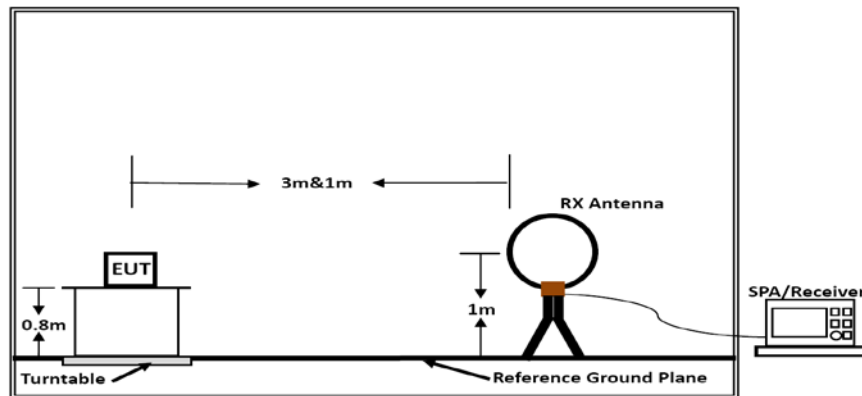 3m&1m
RX Antenna
EUT
SPA/Receiver
0.8m
1m
Turntable
Reference Ground Plane